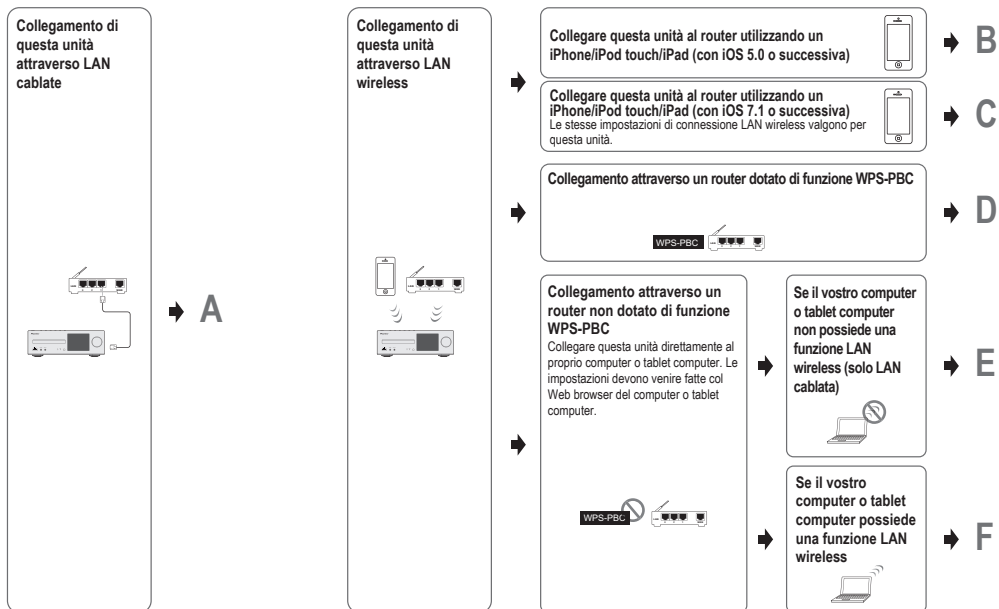 Collegamento di
questa unità
attraverso LAN
cablate
A
Collegamento di
questa unità
attraverso LAN
wireless
Collegare questa unità al router utilizzando un
iPhone/iPod touch/iPad (con iOS 5.0 o successiva)
B
Collegare questa unità al router utilizzando un
iPhone/iPod touch/iPad (con iOS 7.1 o successiva)
Le stesse impostazioni di connessione LAN wireless valgono per
questa unità.
C
Collegamento attraverso un router dotato di funzione WPS-PBC
WPS-PBC
D
Collegamento attraverso un
router non dotato di funzione
WPS-PBC
Collegare questa unità direttamente al
proprio computer o tablet computer. Le
impostazioni devono venire fatte col
Web browser del computer o tablet
computer.
WPS-PBC
Se il vostro computer
o tablet computer
non possiede una
funzione LAN
wireless (solo LAN
cablata)
E
Se il vostro
computer o tablet
computer possiede
una funzione LAN
wireless
F